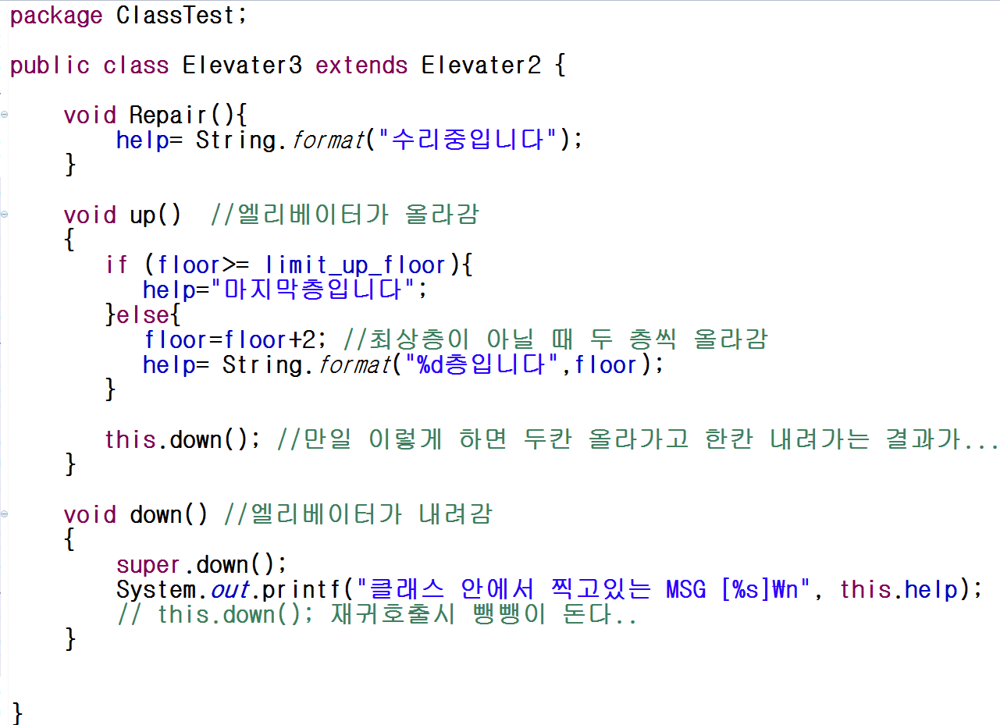 package ClassTest;
public class Elevater3 extends Elevater2 {
void Repair(){
help= String.format("수리중입니다");
}
void up()  //엘리베이터가 올라감
{
if (floor>= limit_up_floor){
help="마지막층입니다";
}else{
floor=floor+2; //최상층이 아닐 때 두 층씩 올라감
help= String.format("%d층입니다",floor);
}
this.down(); //만일 이렇게 하면 두칸 올라가고 한칸 내려가는 결과가...
}
void down() //엘리베이터가 내려감
{
super.down();
System.out.printf("클래스 안에서 찍고있는 MSG [%s]₩n", this.help);
// this.down(); 재귀호출시 뺑뺑이 돈다..
}
}